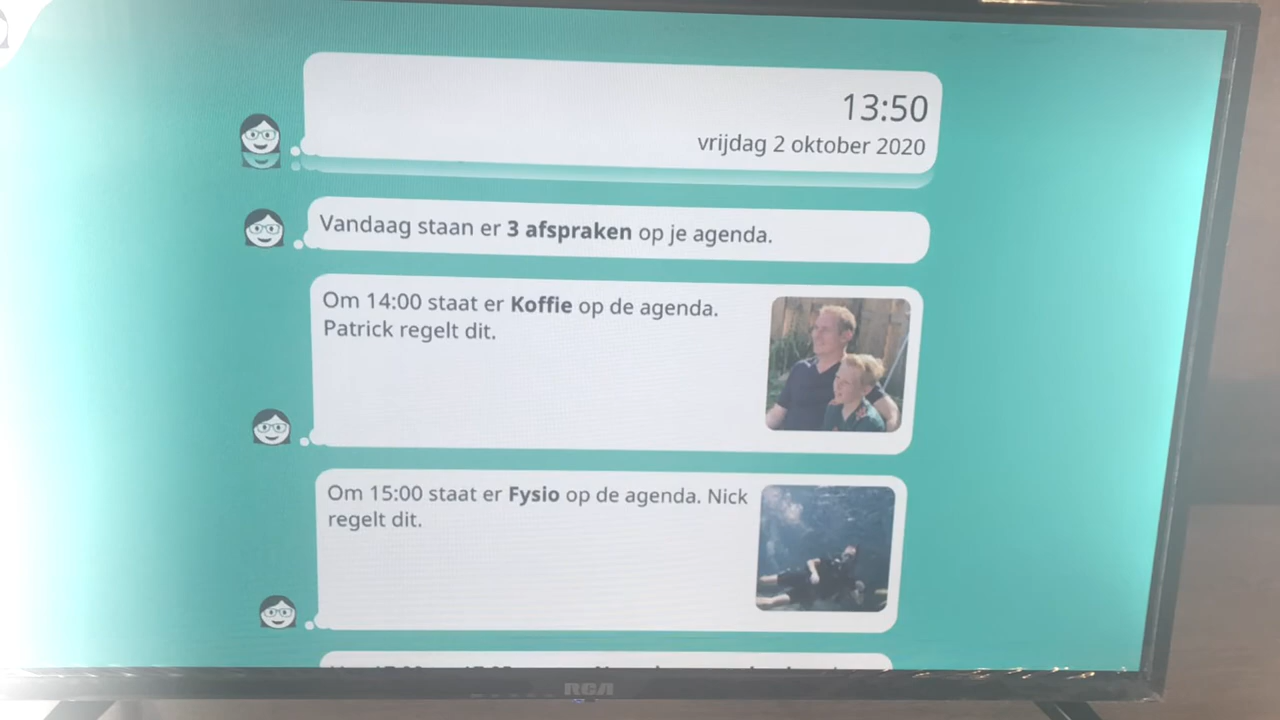 13:50
vrijdag 2 oktober 2020
Vandaag staan er 3 afspraken op je agenda.
Om 14:00 staat er Koffie op de agenda.
Patrick regelt dit.
Om 15:00 staat er Fysio op de agenda. Nick
regelt dit.
RCA